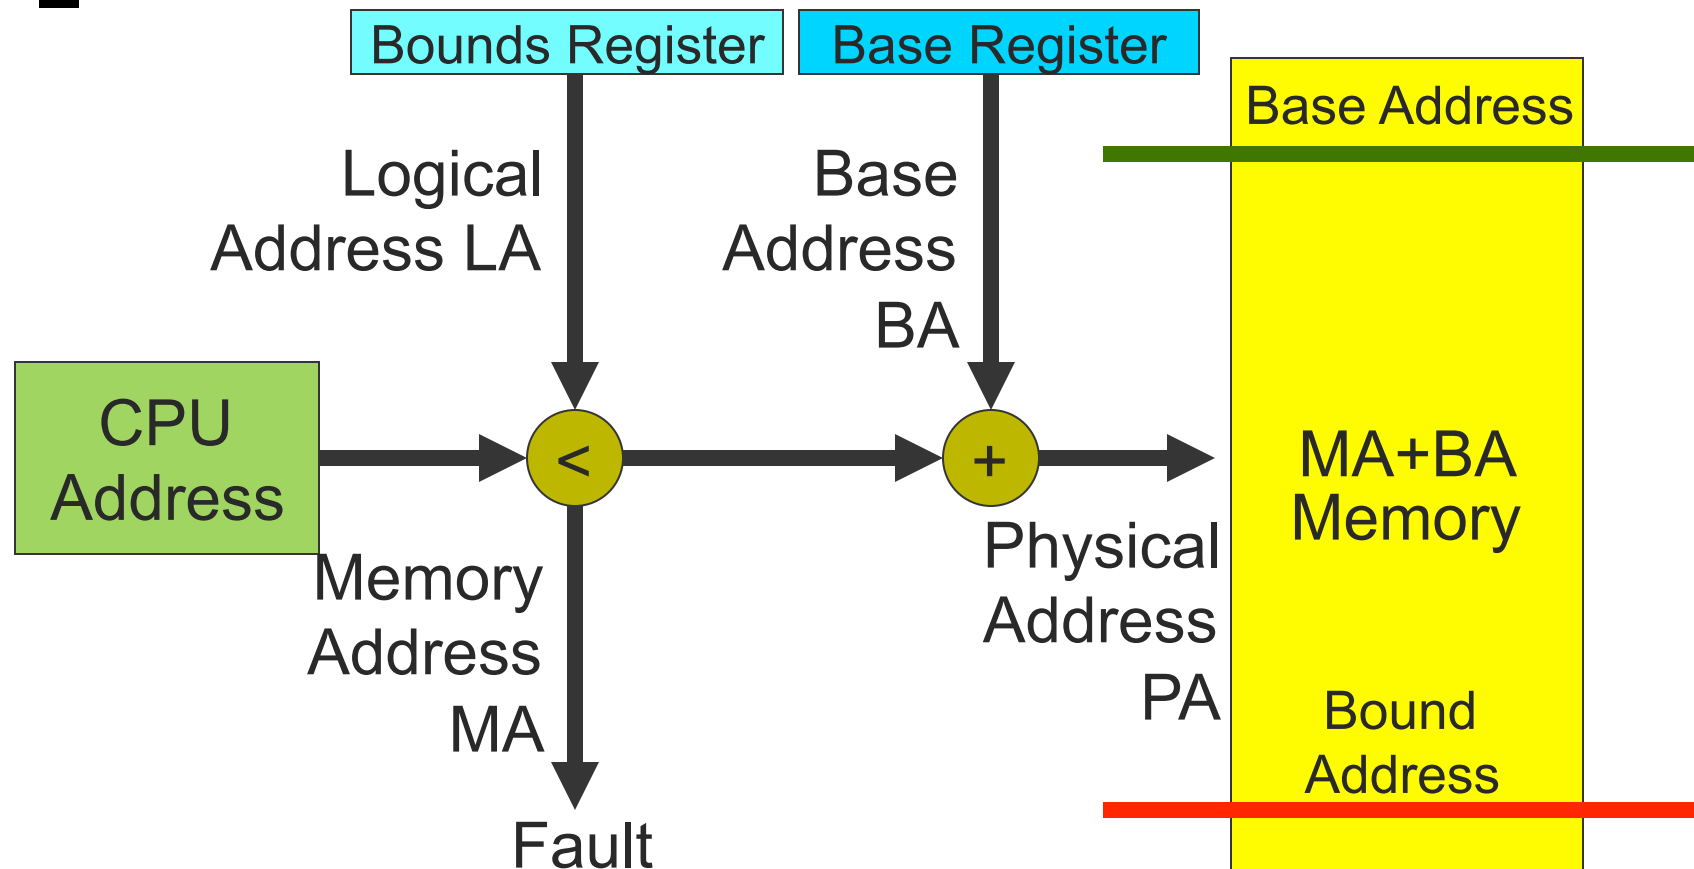 Bounds Register
Base Register
Base Address
Logical
Address LA
Base
Address
BA
CPU
Address
<
+
MA+BA
Memory
Memory
Address
MA
Physical
Address
PA
Bound
Address
Fault